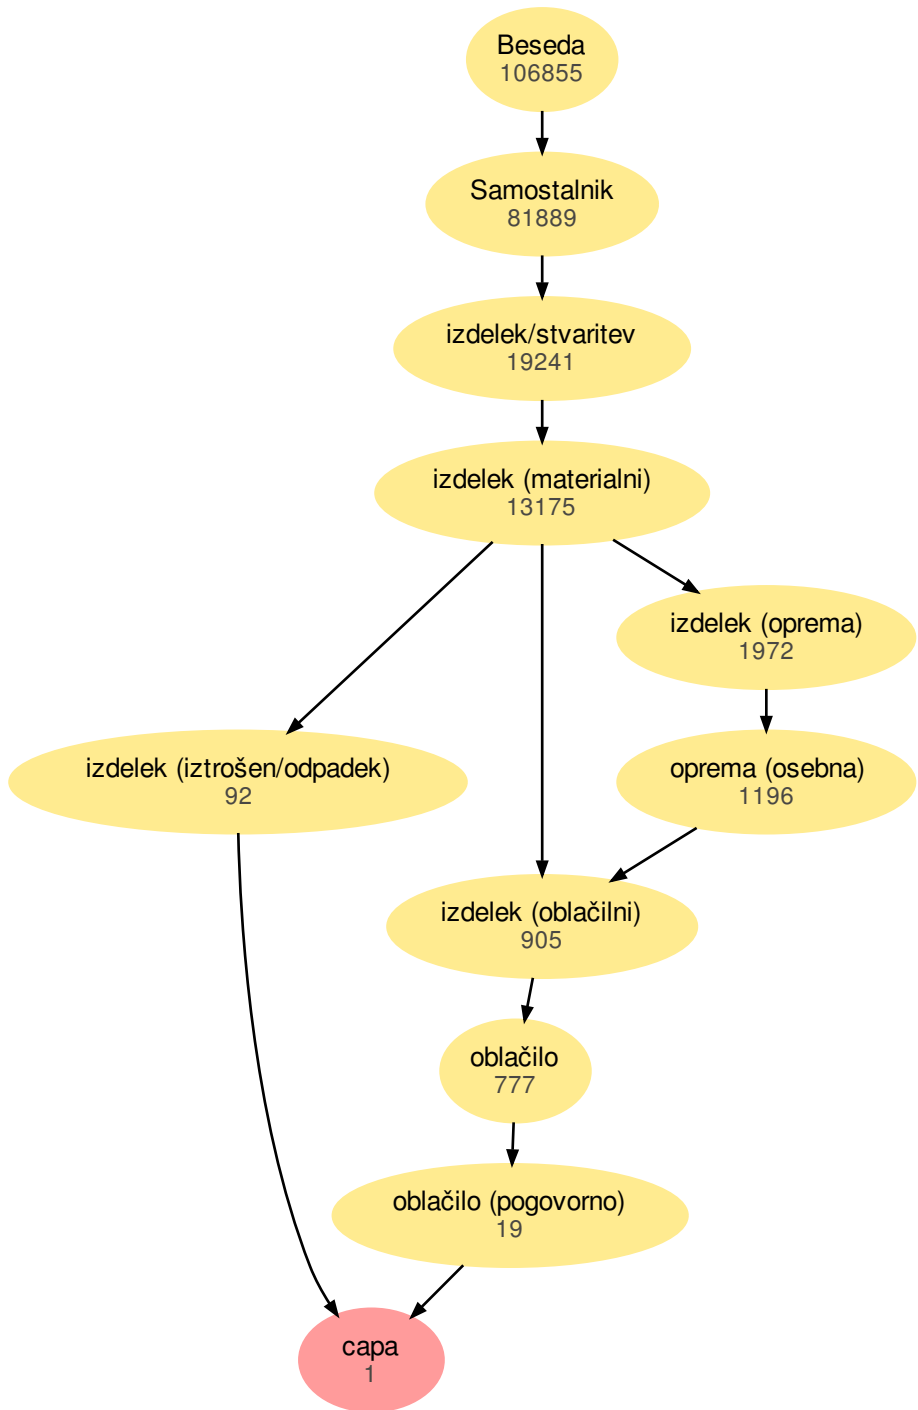 Beseda
106855
Samostalnik
81889
izdelek/stvaritev
19241
izdelek (materialni)
13175
izdelek (oprema)
1972
izdelek (iztrošen/odpadek)
92
oprema (osebna)
1196
izdelek (oblačilni)
905
oblačilo
777
oblačilo (pogovorno)
19
capa
1